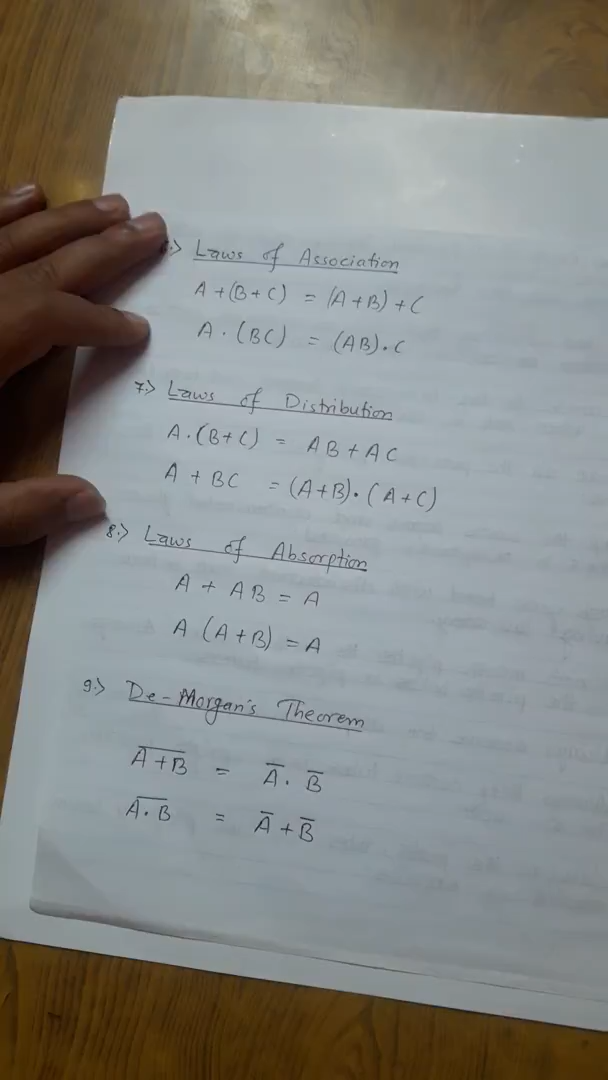 6.> Laws of Association
A + (B + C) = (A + B) + C
A . (BC) = (AB) . C
7.> Laws of Distribution
A . (B + C) = AB + AC
A + BC = (A+B) . (A+C)
8.> Laws of Absorption
A + AB = A
A (A+B) = A
9.> De-Morgan's Theorem
A̅ ̅+̅ ̅B̅ = A̅ . B̅
A̅ ̅.̅ ̅B̅ = A̅ + B̅